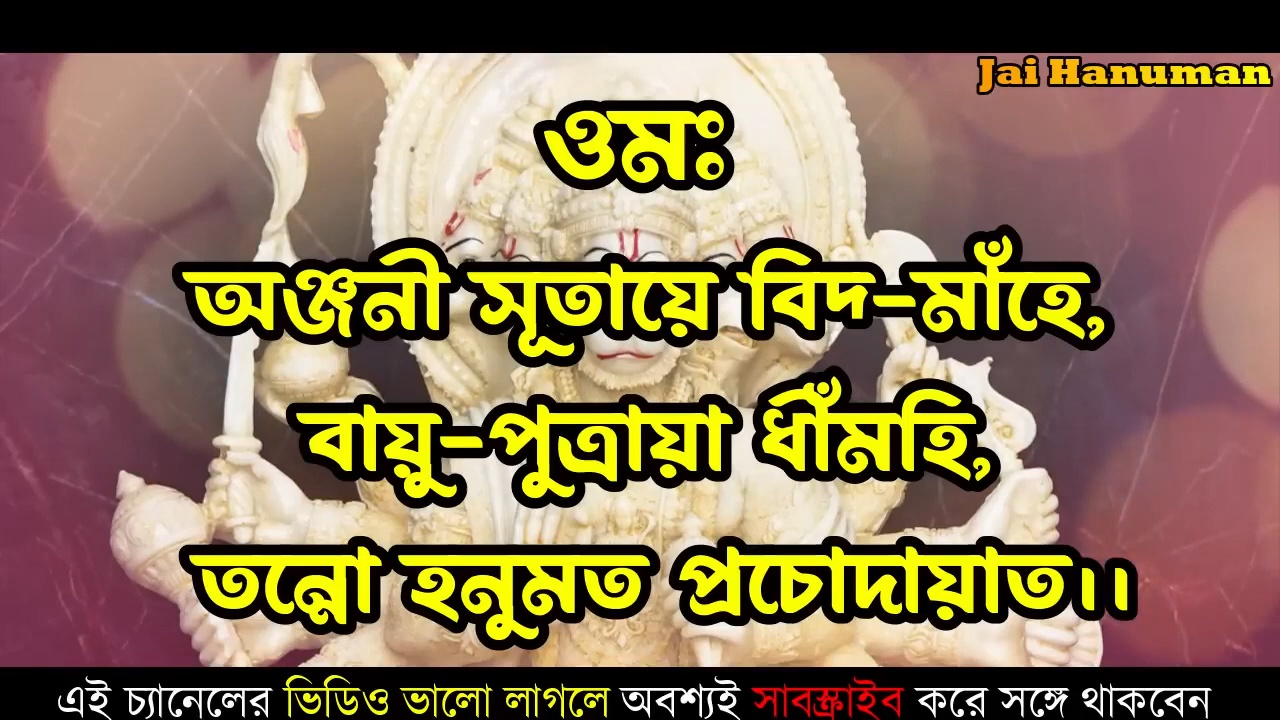 Jai Hanuman
ওমঃ
অঞ্জনী সূতায়ে বিদ-মাঁহে,
বায়ু-পুত্রায়া ধীঁমহি,
তন্নো হনুমত প্রচোদায়াত।।
এই চ্যানেলের ভিডিও ভালো লাগলে অবশ্যই সাবস্ক্রাইব করে সঙ্গে থাকবেন